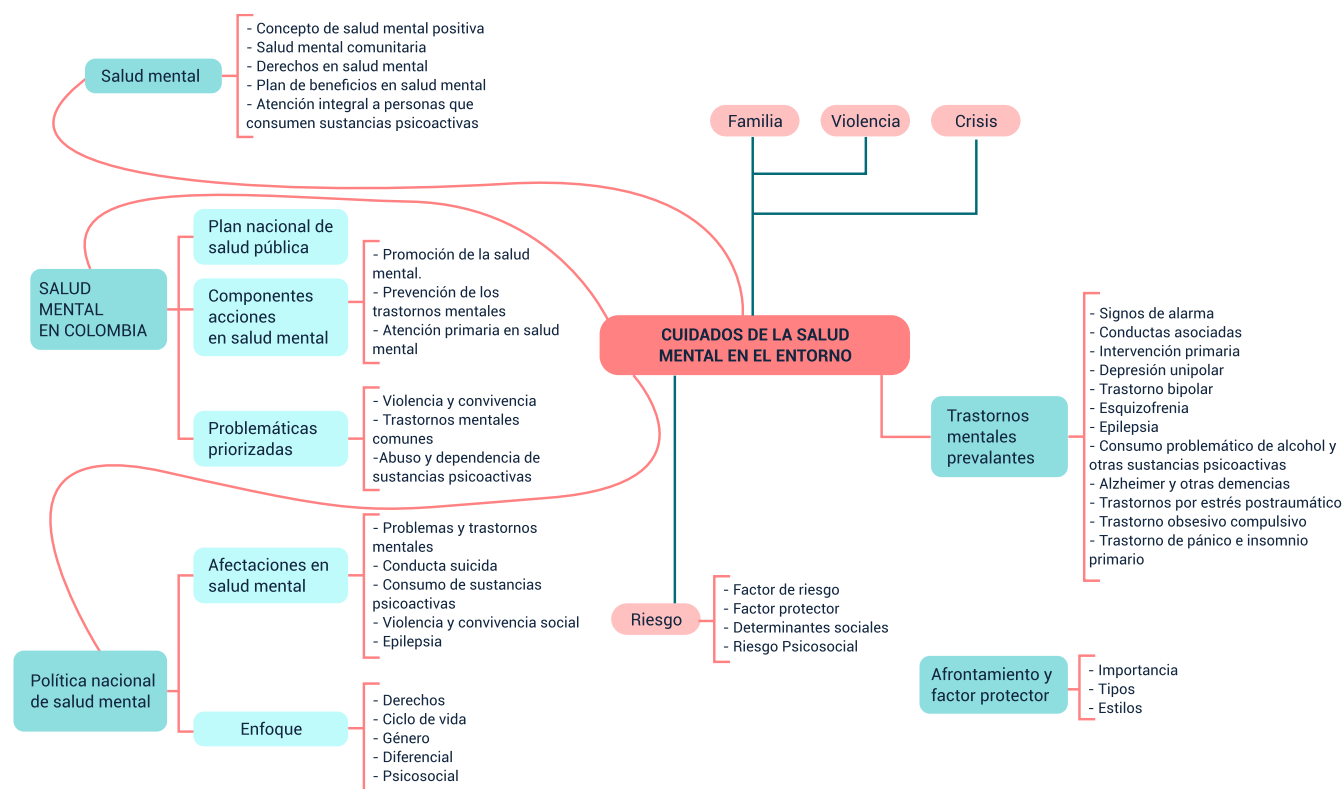 Salud mental
- Concepto de salud mental positiva
- Salud mental comunitaria
- Derechos en salud mental
- Plan de beneficios en salud mental
- Atención integral a personas que
consumen sustancias psicoactivas
Familia
Violencia
Crisis
CUIDADOS DE LA SALUD
MENTAL EN EL ENTORNO
SALUD
MENTAL
EN COLOMBIA
Plan nacional de
salud pública
Componentes
acciones
en salud mental
- Promoción de la salud
mental.
- Prevención de los
trastornos mentales
- Atención primaria en salud
mental
Problemáticas
priorizadas
- Violencia y convivencia
- Trastornos mentales
comunes
-Abuso y dependencia de
sustancias psicoactivas
Política nacional
de salud mental
Afectaciones en
salud mental
- Problemas y trastornos
mentales
- Conducta suicida
- Consumo de sustancias
psicoactivas
- Violencia y convivencia social
- Epilepsia
Enfoque
- Derechos
- Ciclo de vida
- Género
- Diferencial
- Psicosocial
Riesgo
- Factor de riesgo
- Factor protector
- Determinantes sociales
- Riesgo Psicosocial
Trastornos
mentales
prevalantes
- Signos de alarma
- Conductas asociadas
- Intervención primaria
- Depresión unipolar
- Trastorno bipolar
- Esquizofrenia
- Epilepsia
- Consumo problemático de alcohol y
otras sustancias psicoactivas
- Alzheimer y otras demencias
- Trastornos por estrés postraumático
- Trastorno obsesivo compulsivo
- Trastorno de pánico e insomnio
primario
Afrontamiento y
factor protector
- Importancia
- Tipos
- Estilos